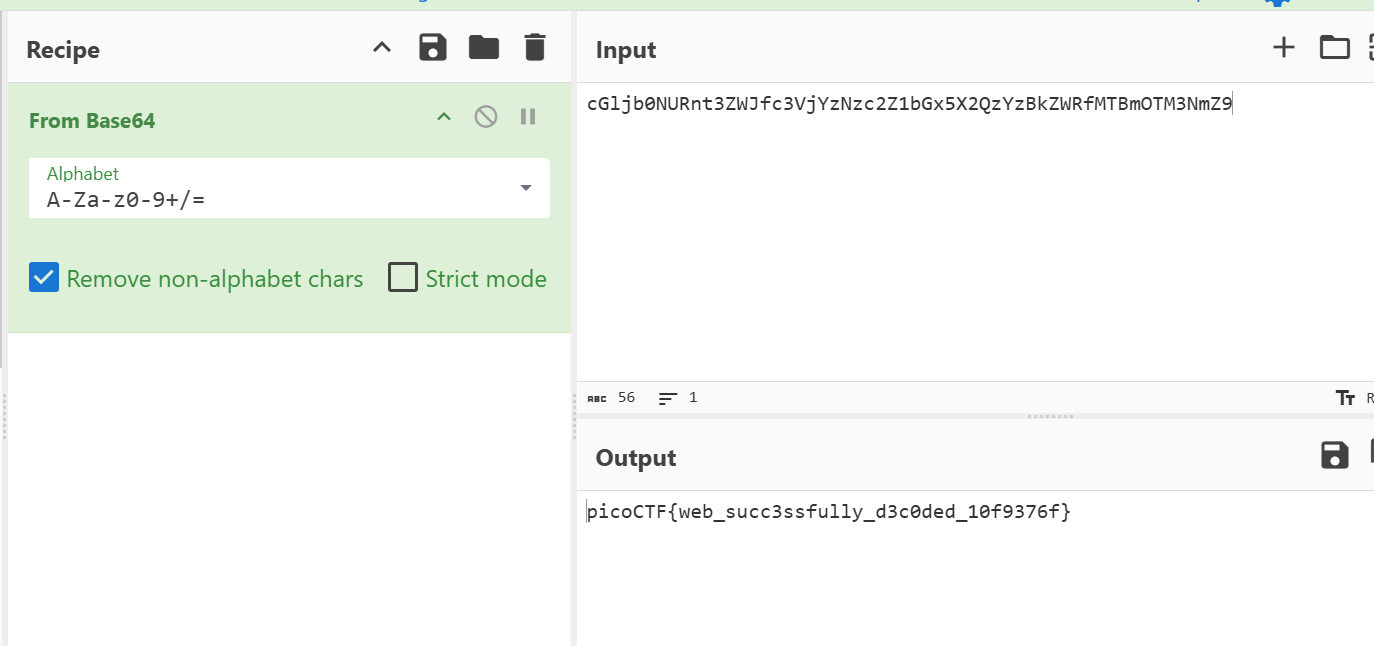 Recipe
Input
From Base64
Alphabet
A-Za-z0-9+/=
Remove non-alphabet chars
Strict mode
cGljb0NURnt3ZWJfc3VjYzNzc2Z1bGx5X2QzYzBkZWRfMTBmOTM3NmZ9
ABC 56 1
Tт R
Output
picoCTF{web_succ3ssfully_d3c0ded_10f9376f}